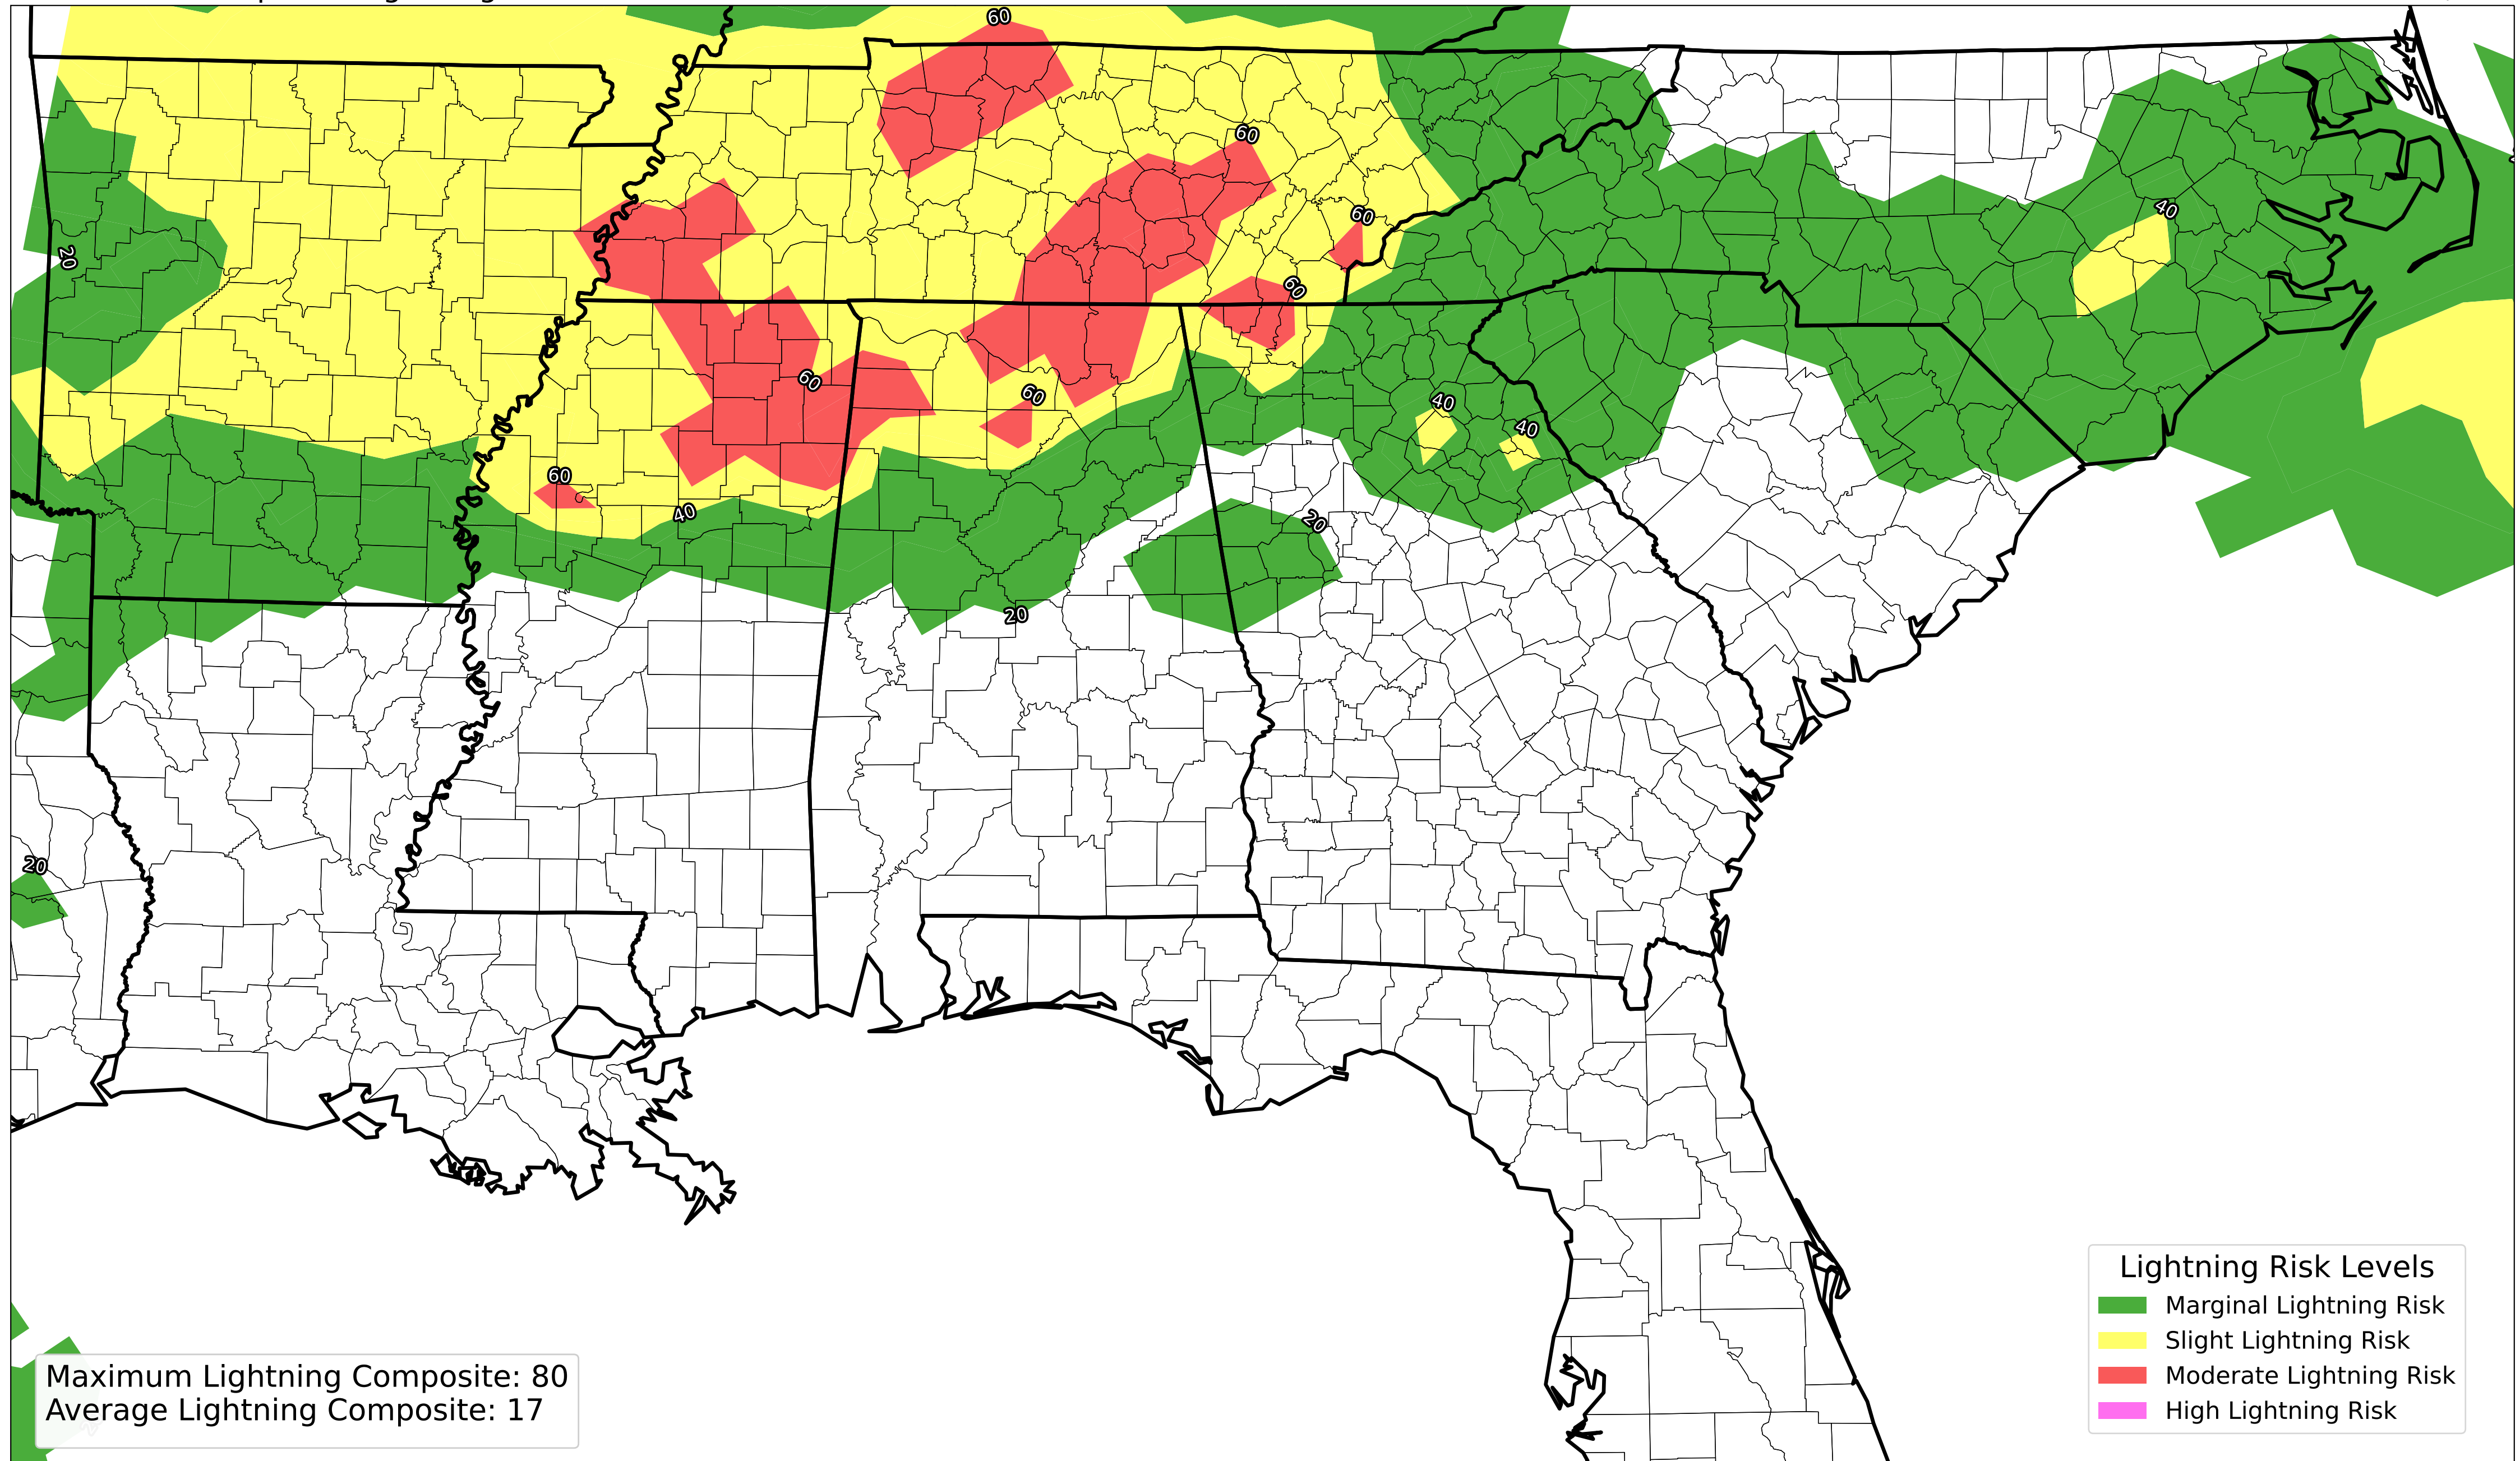 60
60
60
60
20
60
60
60
40
40
40
40
20
20
20
Lightning Risk Levels
Marginal Lightning Risk
Slight Lightning Risk
Moderate Lightning Risk
High Lightning Risk
Maximum Lightning Composite: 80
Average Lightning Composite: 17